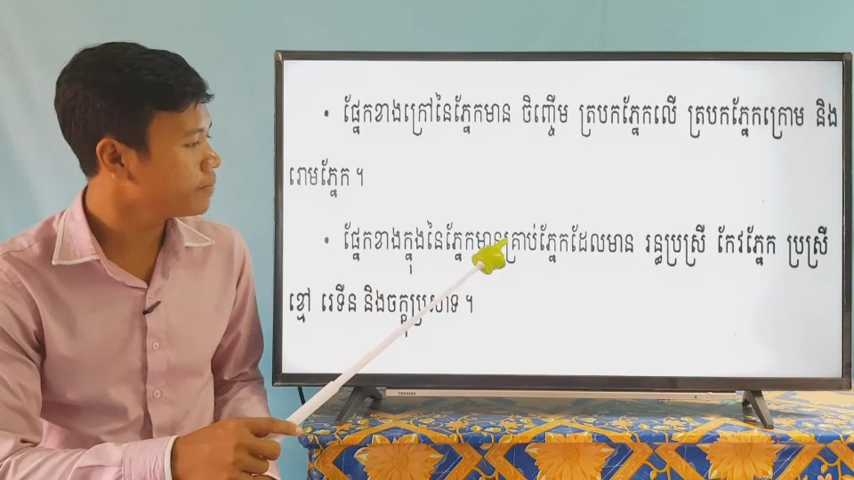 • ផ្នែកខាងក្រៅនៃភ្នែកមាន ចិញ្ចើម ត្របកភ្នែកលើ ត្របកភ្នែកក្រោម និង
រោមភ្នែក ។
• ផ្នែកខាងក្នុងនៃភ្នែកមានគ្រាប់ភ្នែកដែលមាន រន្ធប្រស្រី កែវភ្នែក ប្រស្រី
ខ្មៅ រេទីន និងចក្ខុប្រសាទ ។
TOSHIBA